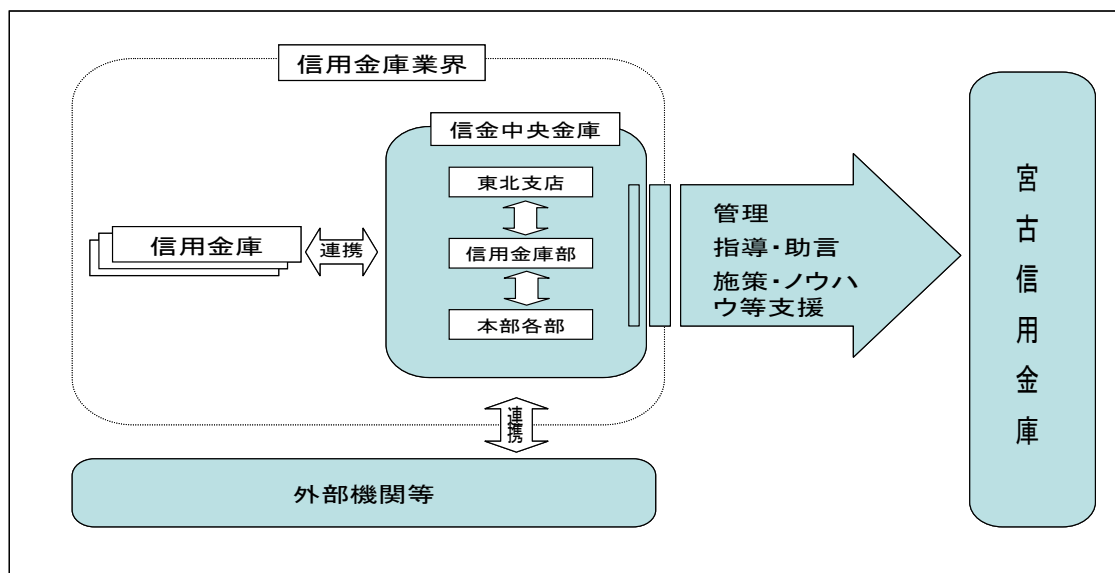 信用金庫業界
信金中央金庫
東北支店
信用金庫
連携
信用金庫部
本部各部
管理
指導・助言
施策・ノウハ
ウ等支援
宮古信用金庫
連携
外部機関等